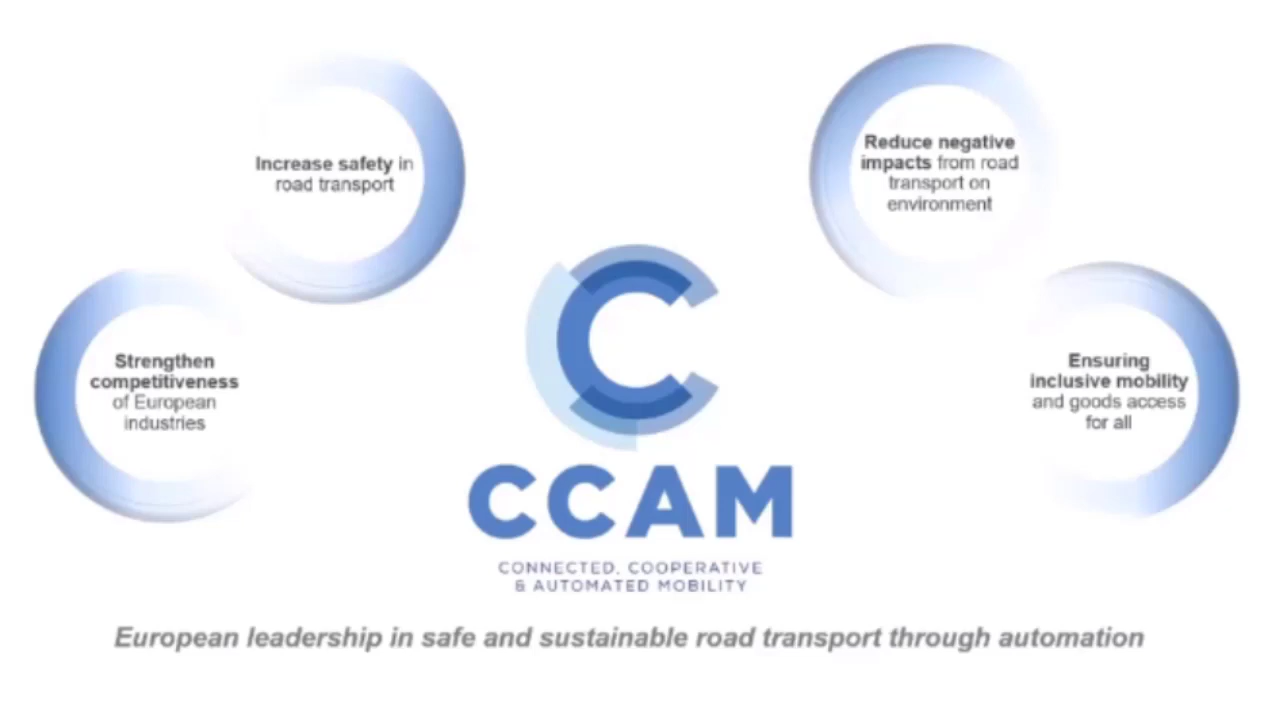 Increase safety in
road transport
Reduce negative
impacts from road
transport on
environment
Strengthen
competitiveness
of European
industries
Ensuring
inclusive mobility
and goods access
for all
CCAM
CONNECTED, COOPERATIVE
& AUTOMATED MOBILITY
European leadership in safe and sustainable road transport through automation